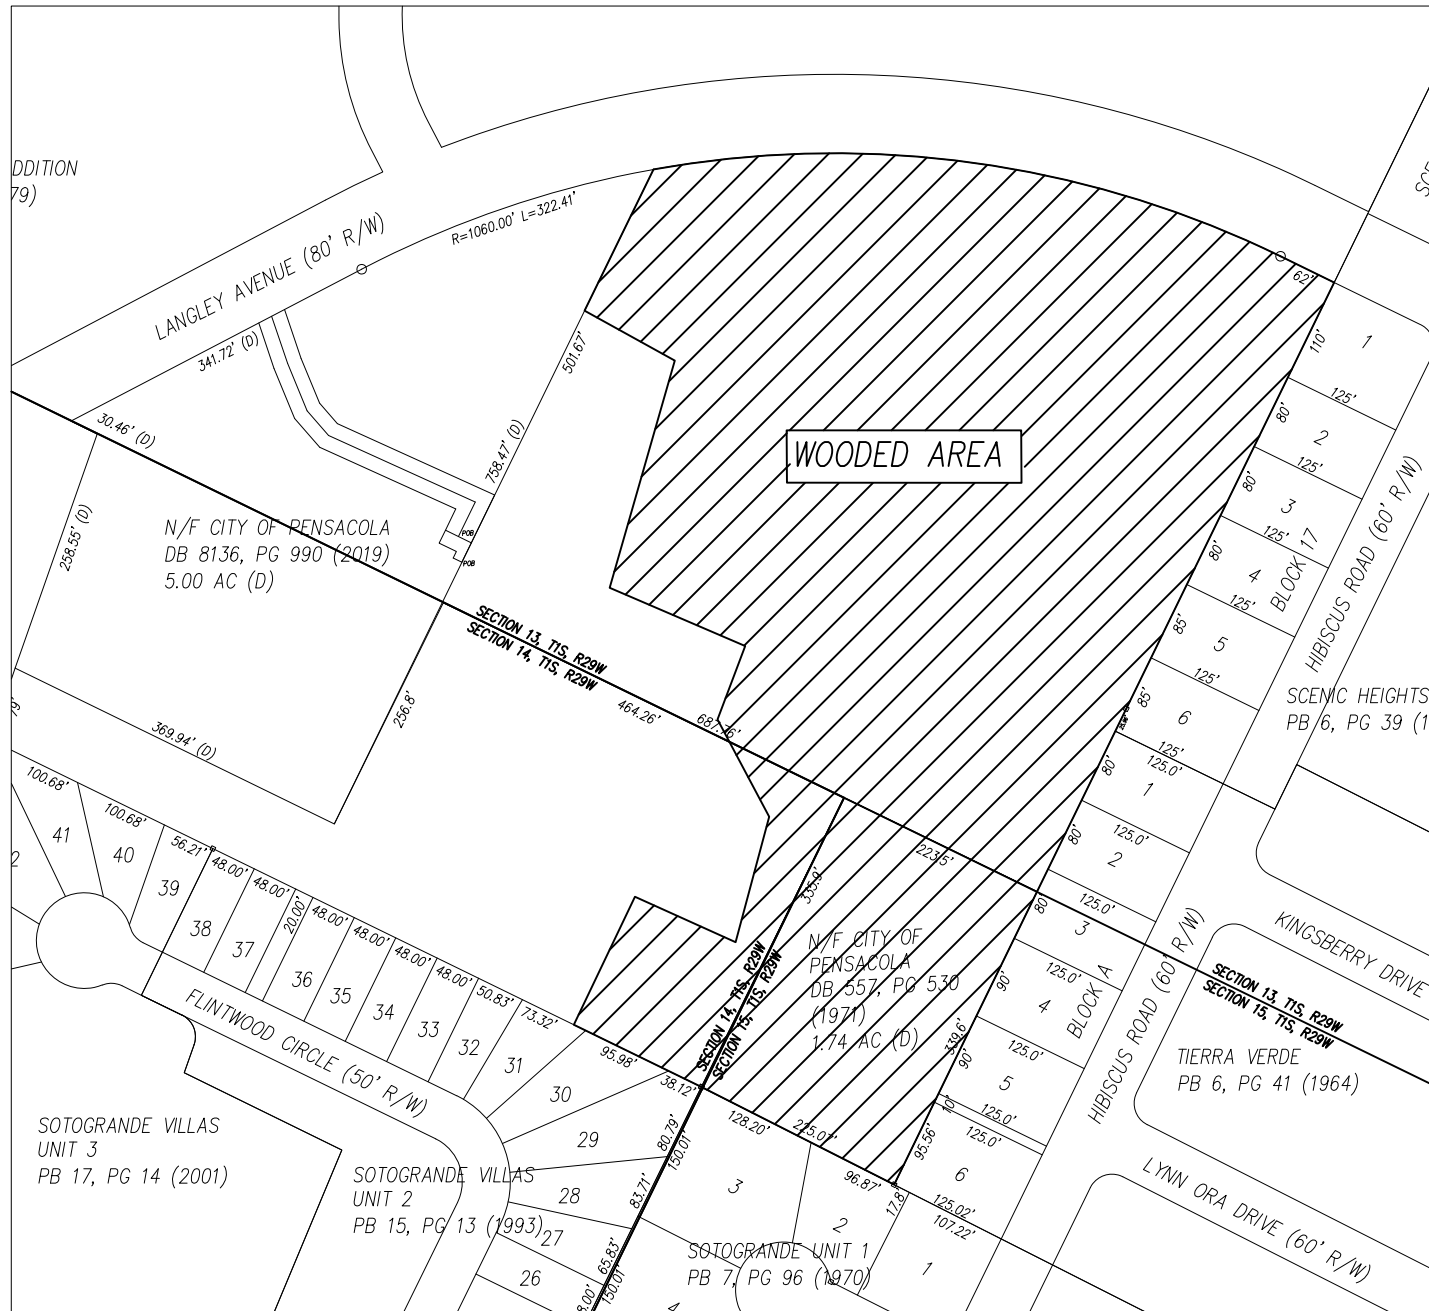 DDITION
79)
LANGLEY AVENUE (80' R/W)
R=1060.00' L=322.41'
341.72' (D)
30.46' (D)
258.55' (D)
N/F CITY OF PENSACOLA
DB 8136, PG 990 (2019)
5.00 AC (D)
501.67'
758.47' (D)
POB
POB
WOODED AREA
62'
110'
1
125'
80'
2
125'
80'
3
125'
80'
4
125'
85'
5
125'
85'
6
125'
BLOCK 17
HIBISCUS ROAD (60' R/W)
SCENIC HEIGHTS
PB 6, PG 39 (1
SECTION 13, T1S, R29W
SECTION 14, T1S, R29W
464.26'
687.76'
256.8'
369.94' (D)
223.5'
335.9'
125.0'
80'
1
125.0'
80'
2
125.0'
80'
3
125.0'
90'
4
125.0'
90'
5
125.0'
10'
125.0'
339.6'
95.56'
6
125.02'
107.22'
17.8'
BLOCK A
HIBISCUS ROAD (60' R/W)
KINGSBERRY DRIVE
SECTION 13, T1S, R29W
SECTION 15, T1S, R29W
TIERRA VERDE
PB 6, PG 41 (1964)
LYNN ORA DRIVE (60' R/W)
N/F CITY OF
PENSACOLA
DB 557, PG 530
(1971)
1.74 AC (D)
SECTION 14, T1S, R29W
SECTION 15, T1S, R29W
100.68'
100.68'
56.21'
48.00'
48.00'
20.00'
48.00'
48.00'
48.00'
48.00'
50.83'
73.32'
95.98'
38.12'
128.20'
225.07'
96.87'
2
41
40
39
38
37
36
35
34
33
32
31
30
29
28
27
26
80.79'
150.01'
83.71'
65.83'
150.01'
3
2
1
4
FLINTWOOD CIRCLE (50' R/W)
SOTOGRANDE VILLAS
UNIT 3
PB 17, PG 14 (2001)
SOTOGRANDE VILLAS
UNIT 2
PB 15, PG 13 (1993)
SOTOGRANDE UNIT 1
PB 7, PG 96 (1970)